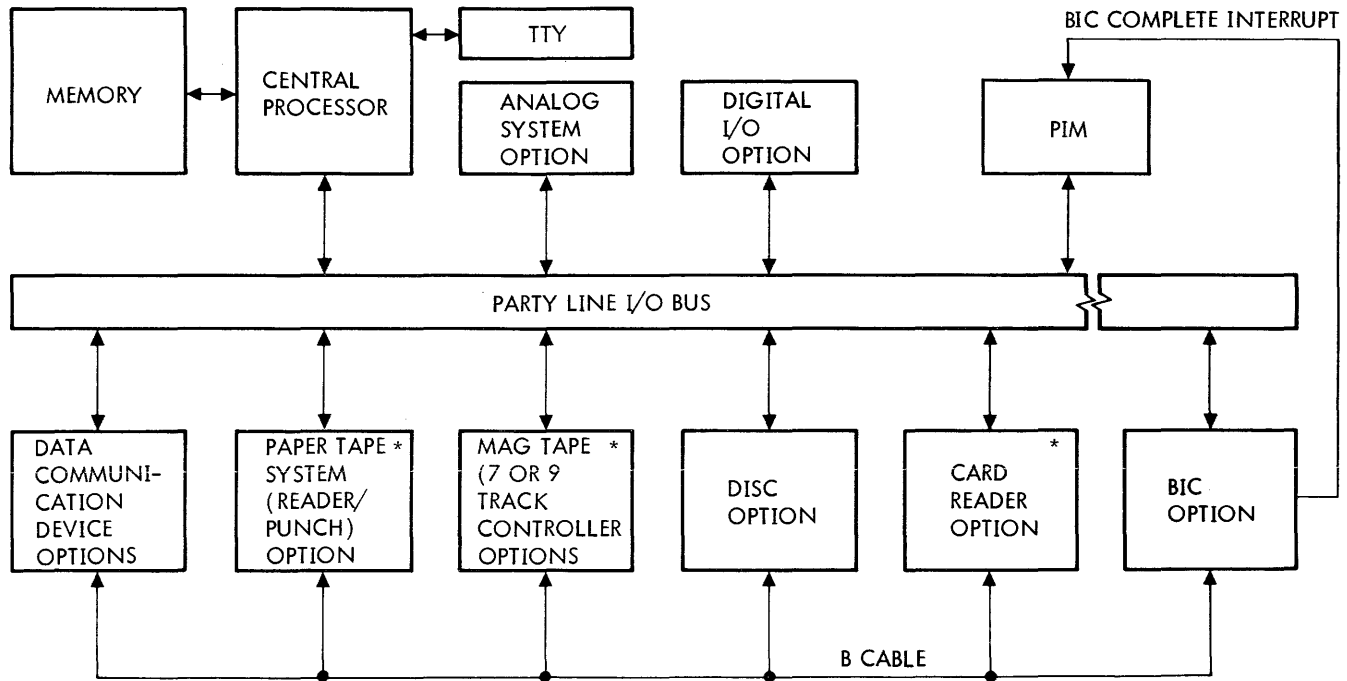 BIC COMPLETE INTERRUPT
MEMORY
CENTRAL
PROCESSOR
TTY
ANALOG
SYSTEM
OPTION
DIGITAL
I/O
OPTION
PIM
PARTY LINE I/O BUS
DATA
COMMUNI-
CATION
DEVICE
OPTIONS
PAPER TAPE *
SYSTEM
(READER/
PUNCH)
OPTION
MAG TAPE *
(7 OR 9
TRACK
CONTROLLER
OPTIONS
DISC
OPTION
*
CARD
READER
OPTION
BIC
OPTION
B CABLE